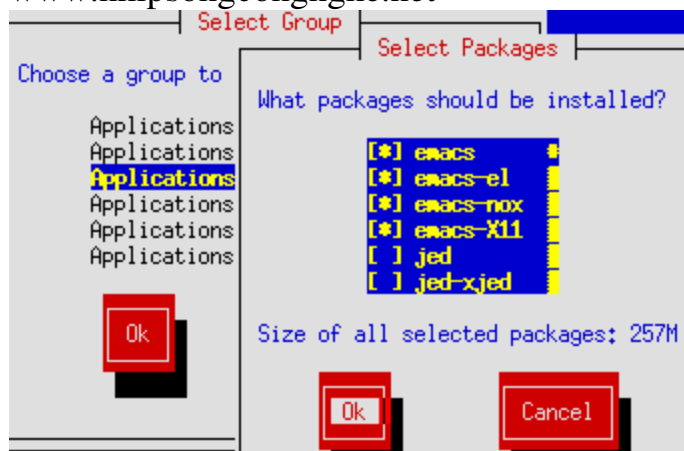 Select Group
Select Packages
Choose a group to
What packages should be installed?
Applications
Applications
Applications
Applications
Applications
Applications
[*] emacs #
[*] emacs-el
[*] emacs-nox
[*] emacs-X11
[ ] jed
[ ] jed-xjed
Size of all selected packages: 257M
Ok
Ok
Cancel